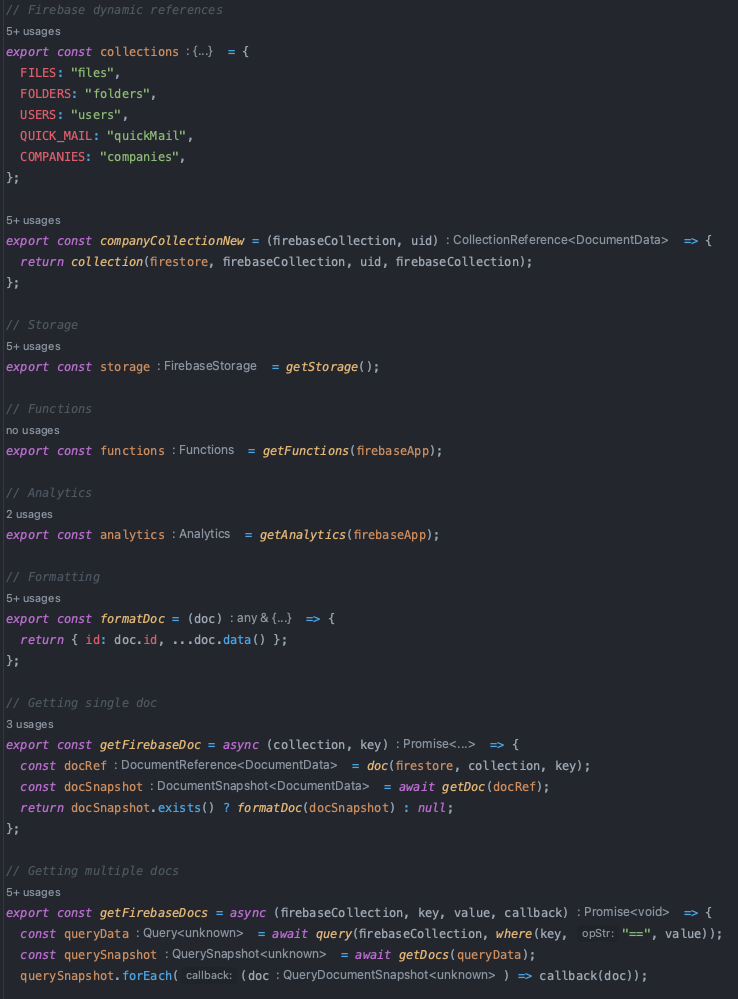 // Firebase dynamic references
5+ usages
export const collections : {...} = {
  FILES: "files",
  FOLDERS: "folders",
  USERS: "users",
  QUICK_MAIL: "quickMail",
  COMPANIES: "companies",
};
5+ usages
export const companyCollectionNew = (firebaseCollection, uid) : CollectionReference<DocumentData> => {
  return collection(firestore, firebaseCollection, uid, firebaseCollection);
};
// Storage
5+ usages
export const storage : FirebaseStorage = getStorage();
// Functions
no usages
export const functions : Functions = getFunctions(firebaseApp);
// Analytics
2 usages
export const analytics : Analytics = getAnalytics(firebaseApp);
// Formatting
5+ usages
export const formatDoc = (doc) : any & {...} => {
  return { id: doc.id, ...doc.data() };
};
// Getting single doc
3 usages
export const getFirebaseDoc = async (collection, key) : Promise<...> => {
  const docRef : DocumentReference<DocumentData> = doc(firestore, collection, key);
  const docSnapshot : DocumentSnapshot<DocumentData> = await getDoc(docRef);
  return docSnapshot.exists() ? formatDoc(docSnapshot) : null;
};
// Getting multiple docs
5+ usages
export const getFirebaseDocs = async (firebaseCollection, key, value, callback) : Promise<void> => {
  const queryData : Query<unknown> = await query(firebaseCollection, where(key, opStr: "==", value));
  const querySnapshot : QuerySnapshot<unknown> = await getDocs(queryData);
  querySnapshot.forEach( callback: (doc : QueryDocumentSnapshot<unknown> ) => callback(doc));